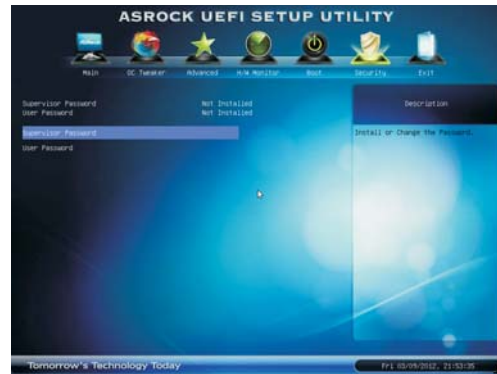 ASROCK UEFI SETUP UTILITY
Main OC Tweaker Advanced H/W Monitor Boot Security Exit
Supervisor Password Not Installed
User Password Not Installed
Supervisor Password
User Password
Description
Install or Change the Password.
Tomorrow's Technology Today
Fri 03/09/2012, 21:53:35